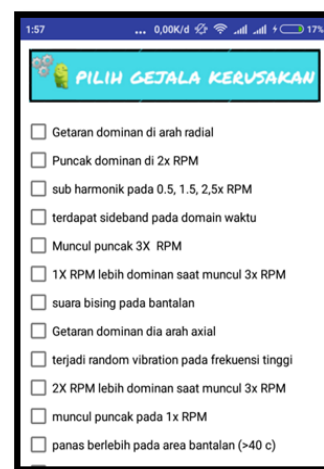 1:57 ... 0,00K/d 17%
PILIH GEJALA KERUSAKAN
Getaran dominan di arah radial
Puncak dominan di 2x RPM
sub harmonik pada 0.5, 1.5, 2,5x RPM
terdapat sideband pada domain waktu
Muncul puncak 3X RPM
1X RPM lebih dominan saat muncul 3x RPM
suara bising pada bantalan
Getaran dominan dia arah axial
terjadi random vibration pada frekuensi tinggi
2X RPM lebih dominan saat muncul 3x RPM
muncul puncak pada 1x RPM
panas berlebih pada area bantalan (>40 c)